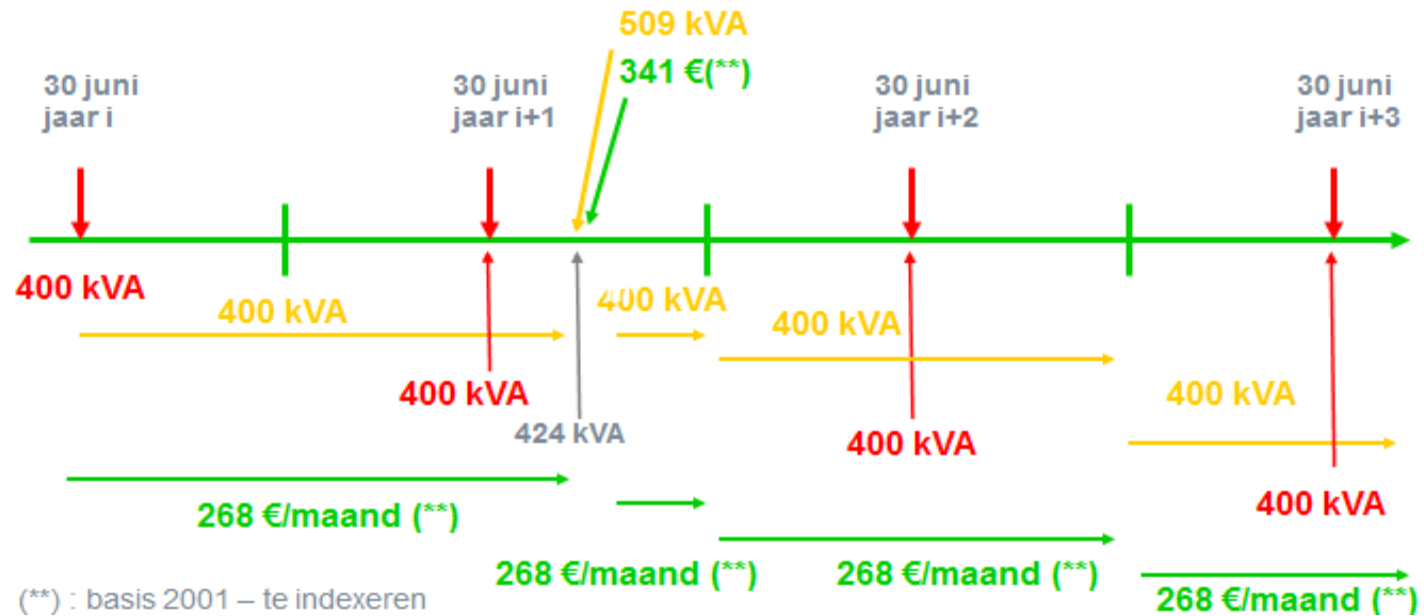 509 kVA
341 €(**)
30 juni
jaar i
30 juni
jaar i+1
30 juni
jaar i+2
30 juni
jaar i+3
400 kVA
400 kVA
400 kVA
400 kVA
400 kVA
400 kVA
424 kVA
400 kVA
400 kVA
268 €/maand (**)
268 €/maand (**)
268 €/maand (**)
268 €/maand (**)
(**) : basis 2001 – te indexeren